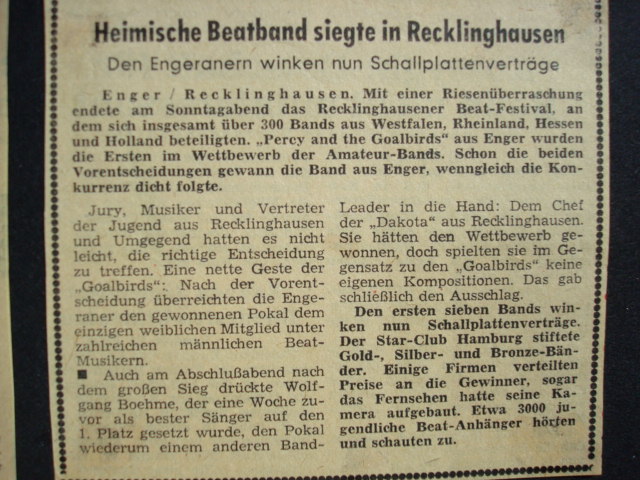 Heimische Beatband siegte in Recklinghausen
Den Engeranern winken nun Schallplattenverträge
Enger / Recklinghausen. Mit einer Riesenüberraschung
endete am Sonntagabend das Recklinghausener Beat-Festival, an
dem sich insgesamt über 300 Bands aus Westfalen, Rheinland, Hessen
und Holland beteiligten. „Percy and the Goalbirds" aus Enger wurden
die Ersten im Wettbewerb der Amateur-Bands. Schon die beiden
Vorentscheidungen gewann die Band aus Enger, wenngleich die Kon-
kurrenz dicht folgte.
Jury, Musiker und Vertreter
der Jugend aus Recklinghausen
und Umgegend hatten es nicht
leicht, die richtige Entscheidung
zu treffen. Eine nette Geste der
„Goalbirds": Nach der Vorent-
scheidung überreichten die Enge-
raner den gewonnenen Pokal dem
einzigen weiblichen Mitglied unter
zahlreichen männlichen Beat-
Musikern.
■ Auch am Abschlußabend nach
dem großen Sieg drückte Wolf-
gang Boehme, der eine Woche zu-
vor als bester Sänger auf den
1. Platz gesetzt wurde, den Pokal
wiederum einem anderen Band-
Leader in die Hand: Dem Chef
der „Dakota" aus Recklinghausen.
Sie hätten den Wettbewerb ge-
wonnen, doch spielten sie im Ge-
gensatz zu den „Goalbirds" keine
eigenen Kompositionen. Das gab
schließlich den Ausschlag.
Den ersten sieben Bands win-
ken nun Schallplattenverträge.
Der Star-Club Hamburg stiftete
Gold-, Silber- und Bronze-Bän-
der. Einige Firmen verteilten
Preise an die Gewinner, sogar
das Fernsehen hatte seine Ka-
mera aufgebaut. Etwa 3000 ju-
gendliche Beat-Anhänger hörten
und schauten zu.